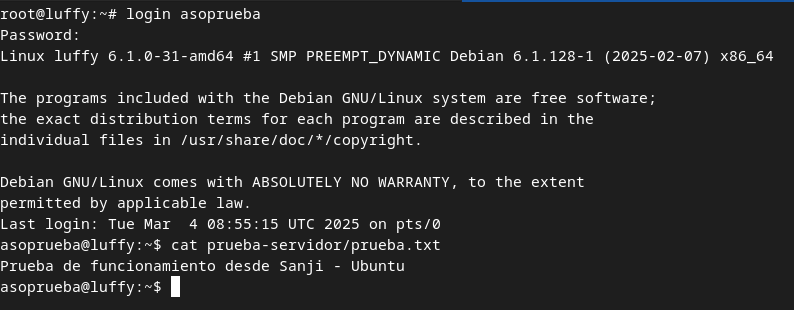 root@luffy:~# login asoprueba
Password:
Linux luffy 6.1.0-31-amd64 #1 SMP PREEMPT_DYNAMIC Debian 6.1.128-1 (2025-02-07) x86_64
The programs included with the Debian GNU/Linux system are free software;
the exact distribution terms for each program are described in the
individual files in /usr/share/doc/*/copyright.
Debian GNU/Linux comes with ABSOLUTELY NO WARRANTY, to the extent
permitted by applicable law.
Last login: Tue Mar  4 08:55:15 UTC 2025 on pts/0
asoprueba@luffy:~$ cat prueba-servidor/prueba.txt
Prueba de funcionamiento desde Sanji - Ubuntu
asoprueba@luffy:~$